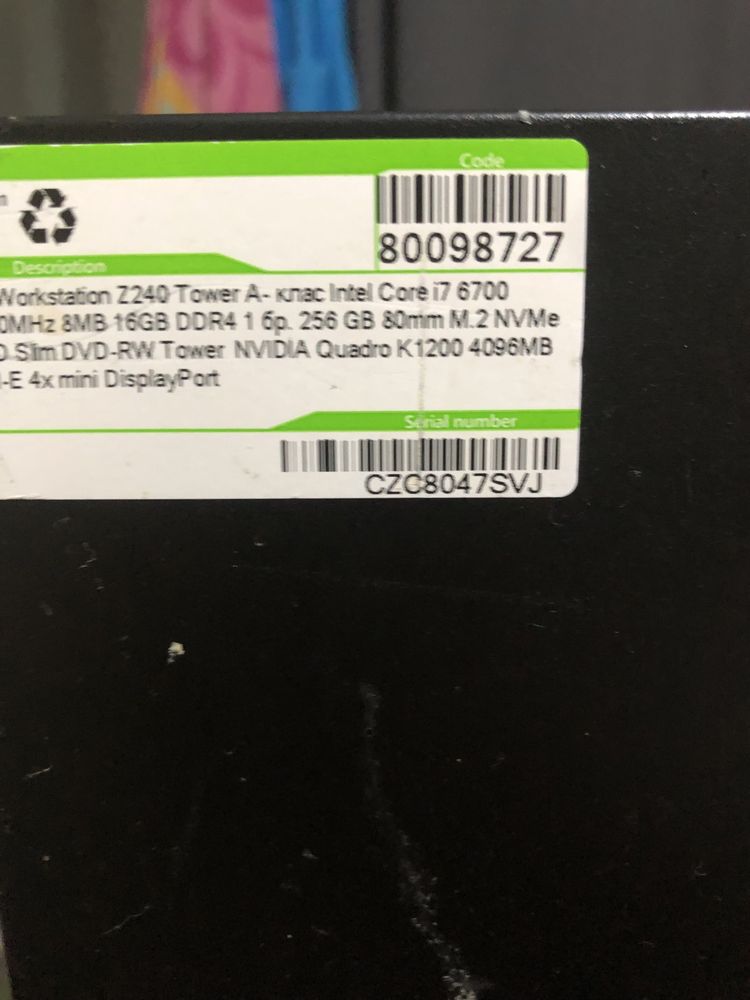 Code
80098727
Description
Workstation Z240 Tower A- клас Intel Core i7 6700
0MHz 8MB 16GB DDR4 1 бр. 256 GB 80mm M.2 NVMe
Slim DVD-RW Tower NVIDIA Quadro K1200 4096MB
-E 4x mini DisplayPort
Serial number
CZC8047SVJ